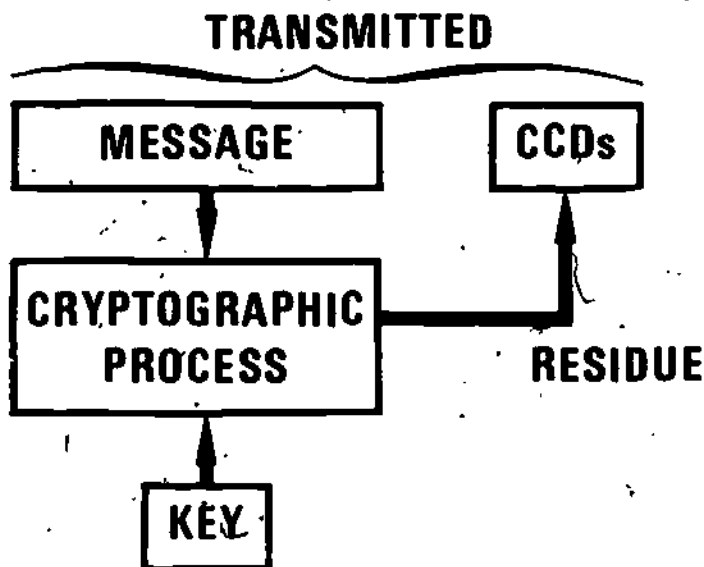 TRANSMITTED
MESSAGE
CCDs
CRYPTOGRAPHIC
PROCESS
RESIDUE
KEY